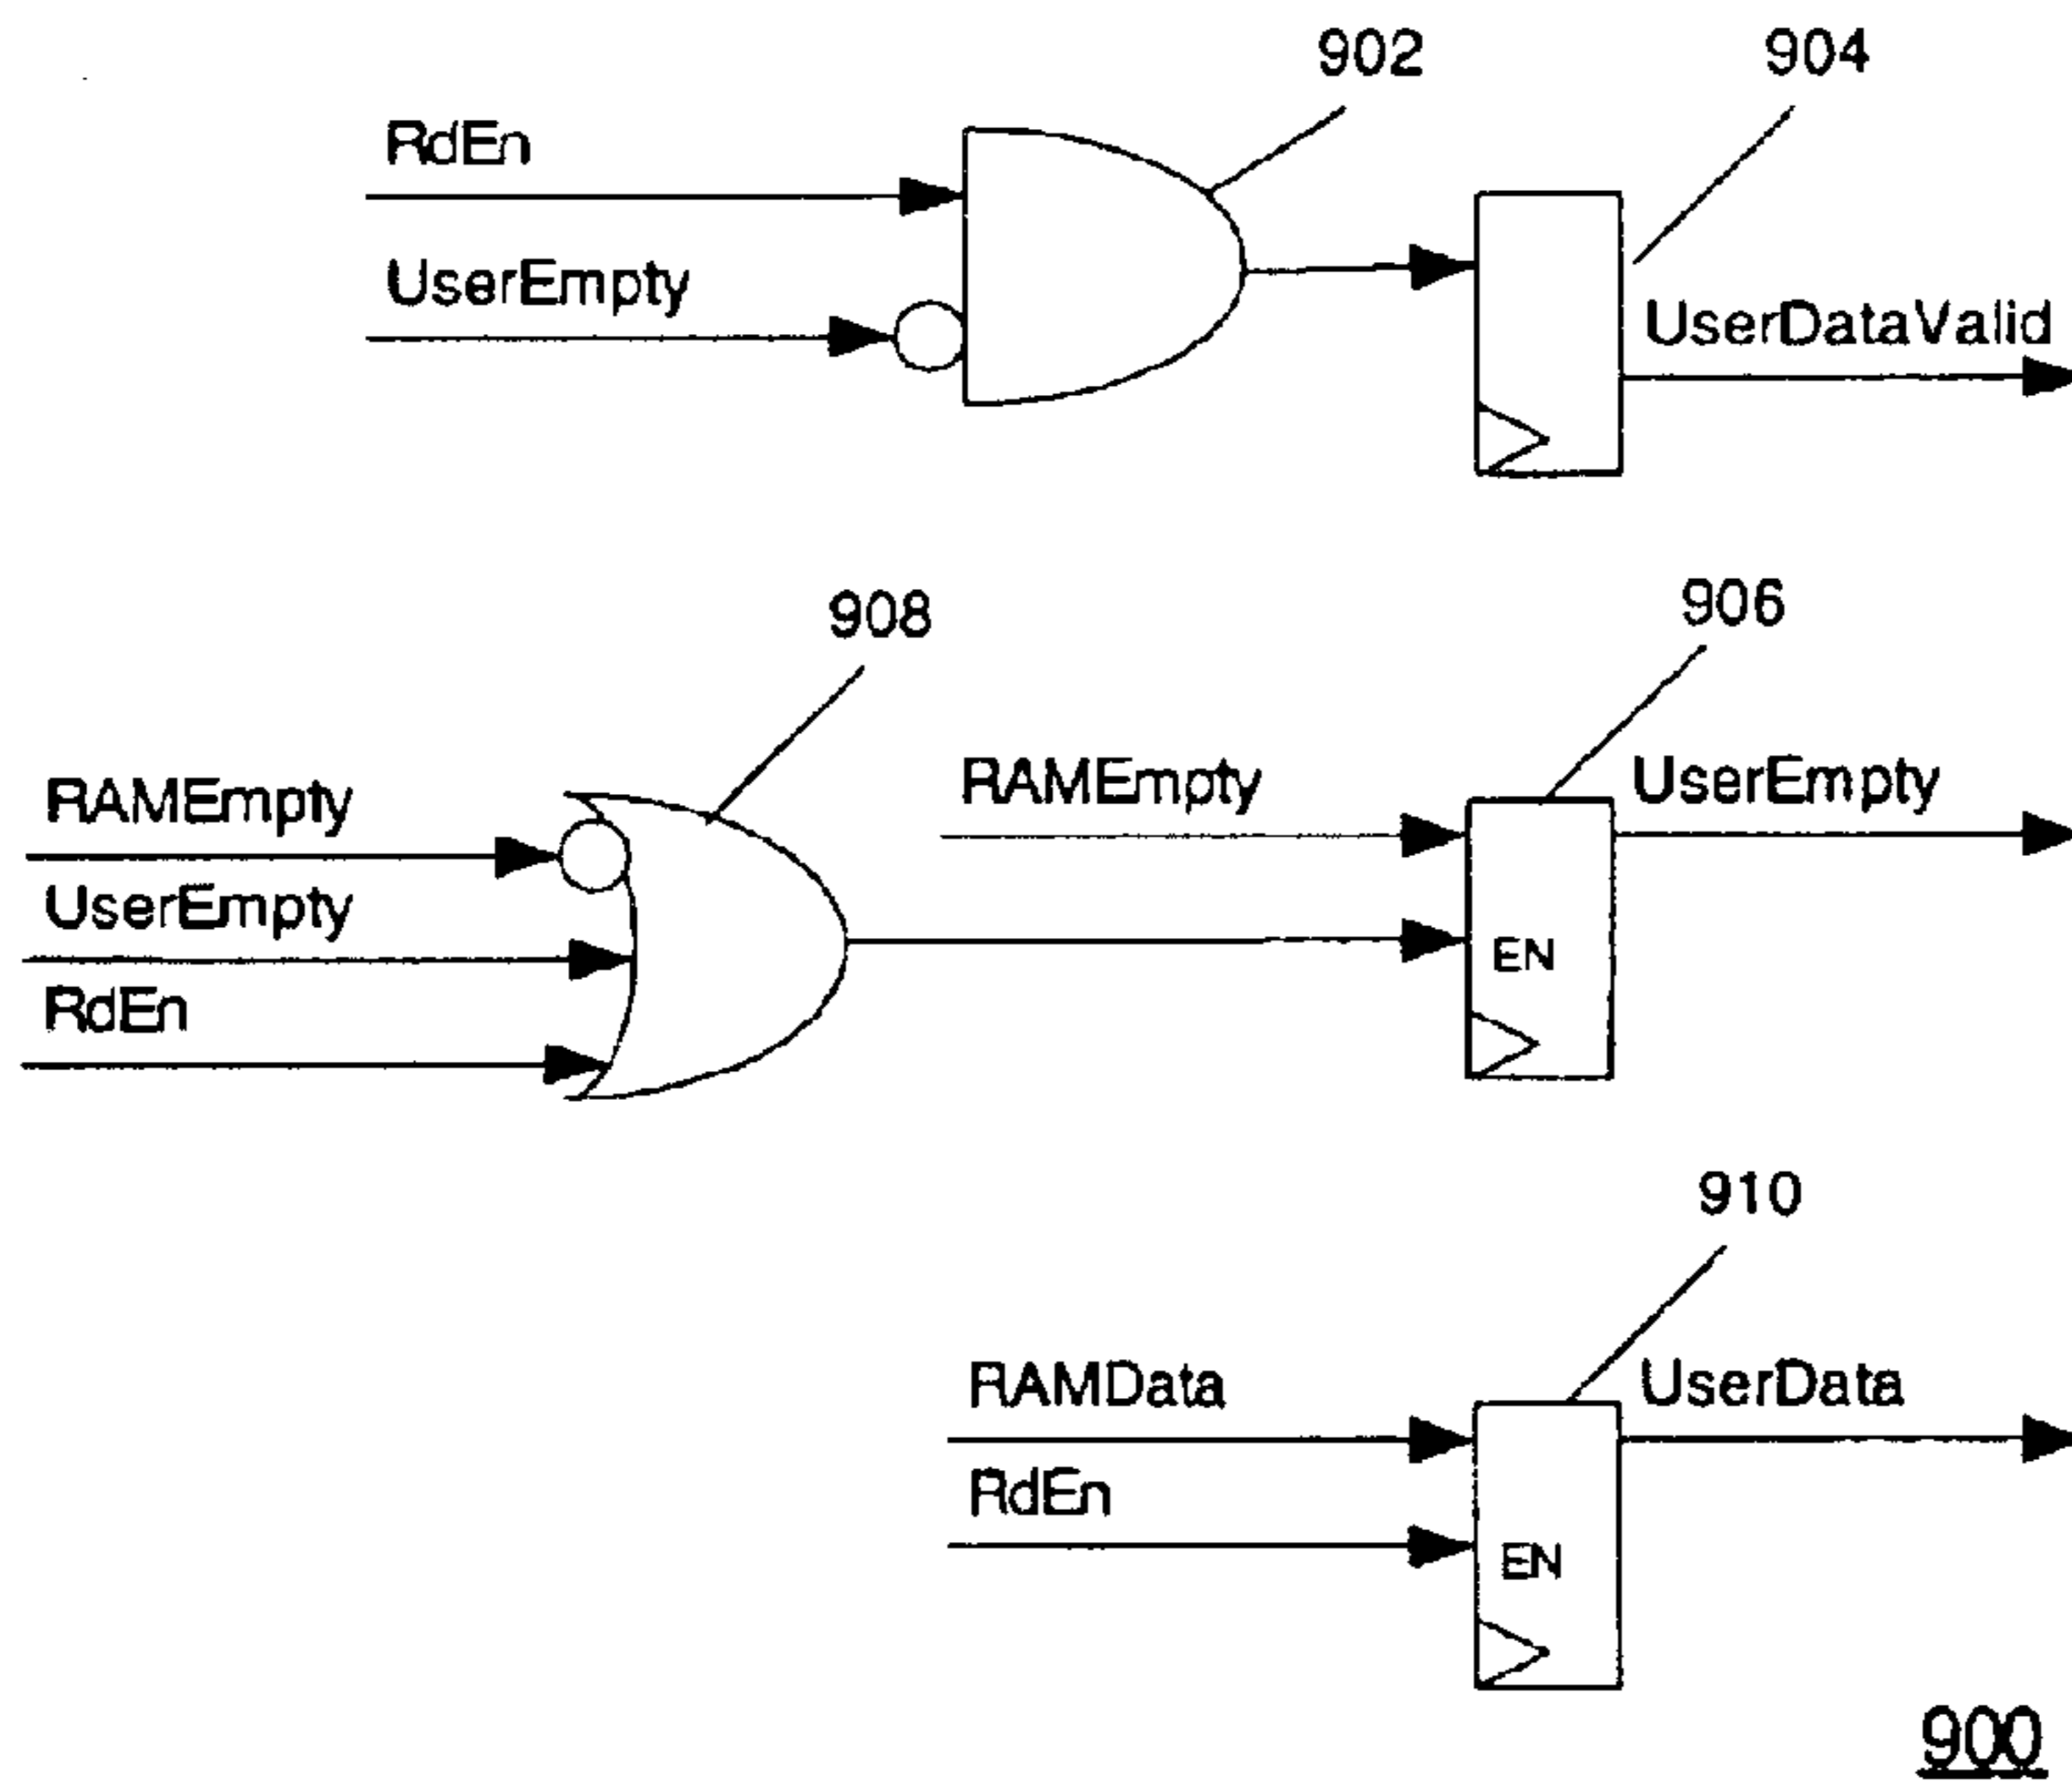 902
904
RdEn
UserEmpty
UserDataValid
908
906
RAMEmpty
RAMEmpty
UserEmpty
UserEmpty
EN
RdEn
910
RAMData
UserData
RdEn
EN
900